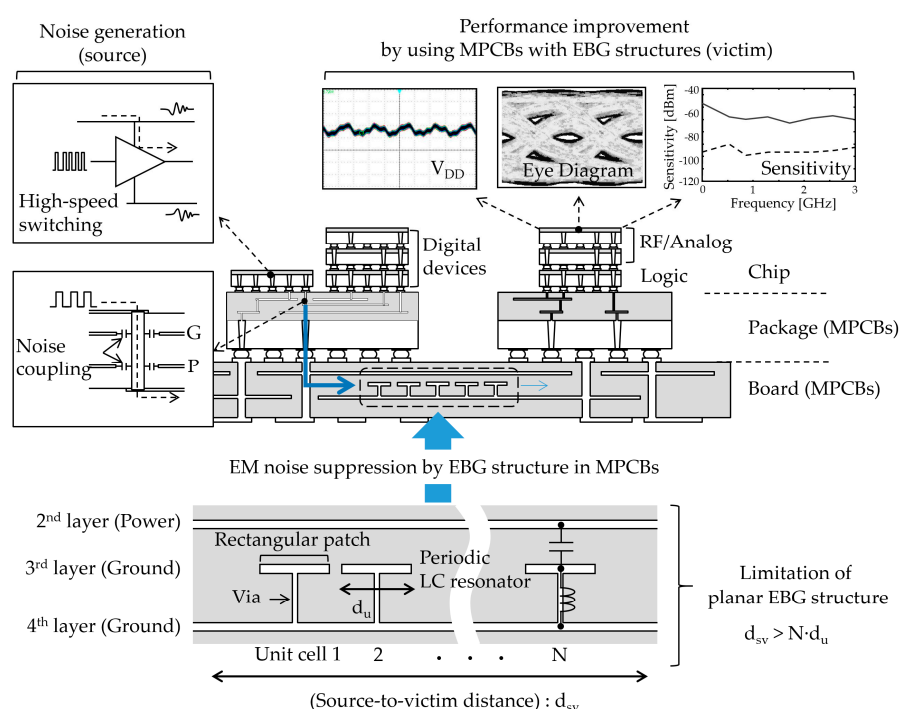 Noise generation
(source)
Performance improvement
by using MPCBs with EBG structures (victim)
High-speed
switching
V_DD
Eye Diagram
Sensitivity [dBm]
-40
-60
-80
-100
-120
Sensitivity
0
1
2
3
Frequency [GHz]
Noise
coupling
G
P
Digital
devices
RF/Analog
Logic
Chip
Package (MPCBs)
Board (MPCBs)
EM noise suppression by EBG structure in MPCBs
2nd layer (Power)
3rd layer (Ground)
4th layer (Ground)
Rectangular patch
Via
d_u
Periodic
LC resonator
Unit cell 1
2
. . .
N
Limitation of
planar EBG structure
d_sv > N·d_u
(Source-to-victim distance) : d_sv